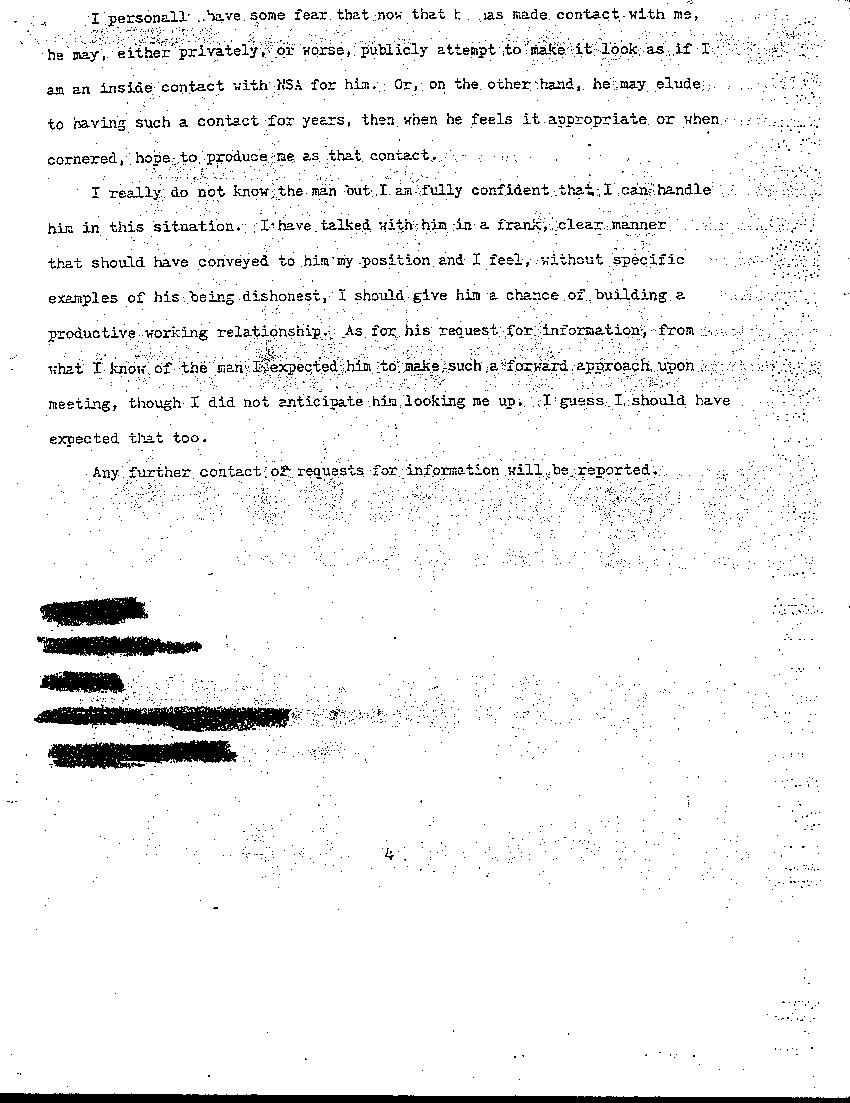 I personall have some fear that now that as made contact with me,
he may, either privately, or worse, publicly attempt to make it look as if I
am an inside contact with NSA for him. Or, on the other hand, he may elude
to having such a contact for years, then when he feels it appropriate or when
cornered, hope to produce me as that contact.
I really do not know the man but I am fully confident that I can handle
him in this situation. I have talked with him in a frank, clear manner
that should have conveyed to him my position and I feel, without specific
examples of his being dishonest, I should give him a chance of building a
productive working relationship. As for his request for information, from
what I know of the man I expected him to make such a forward approach upon
meeting, though I did not anticipate him looking me up. I guess I should have
expected that too.
Any further contact of requests for information will be reported.
4